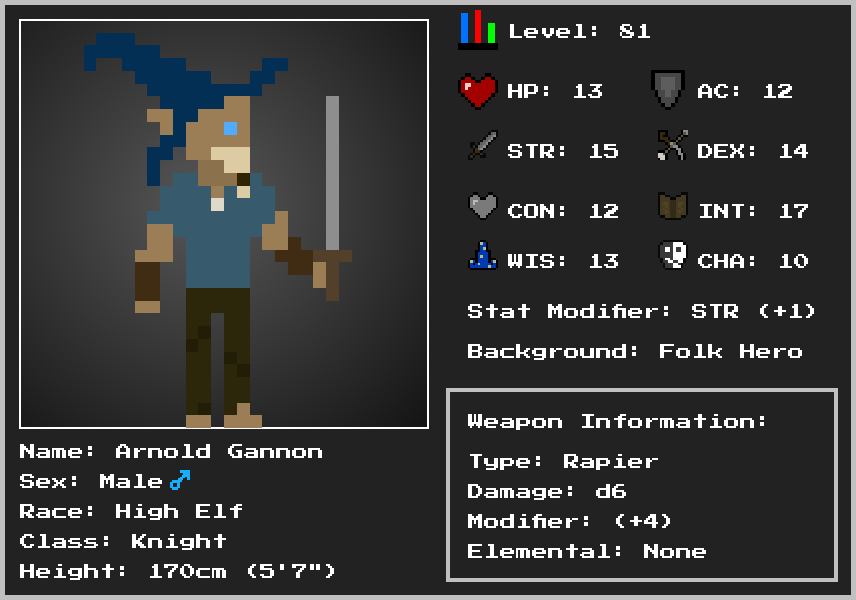 Level: 81
HP: 13
AC: 12
STR: 15
DEX: 14
CON: 12
INT: 17
WIS: 13
CHA: 10
Stat Modifier: STR (+1)
Background: Folk Hero
Weapon Information:
Type: Rapier
Damage: d6
Modifier: (+4)
Elemental: None
Name: Arnold Gannon
Sex: Male ♂
Race: High Elf
Class: Knight
Height: 170cm (5'7")